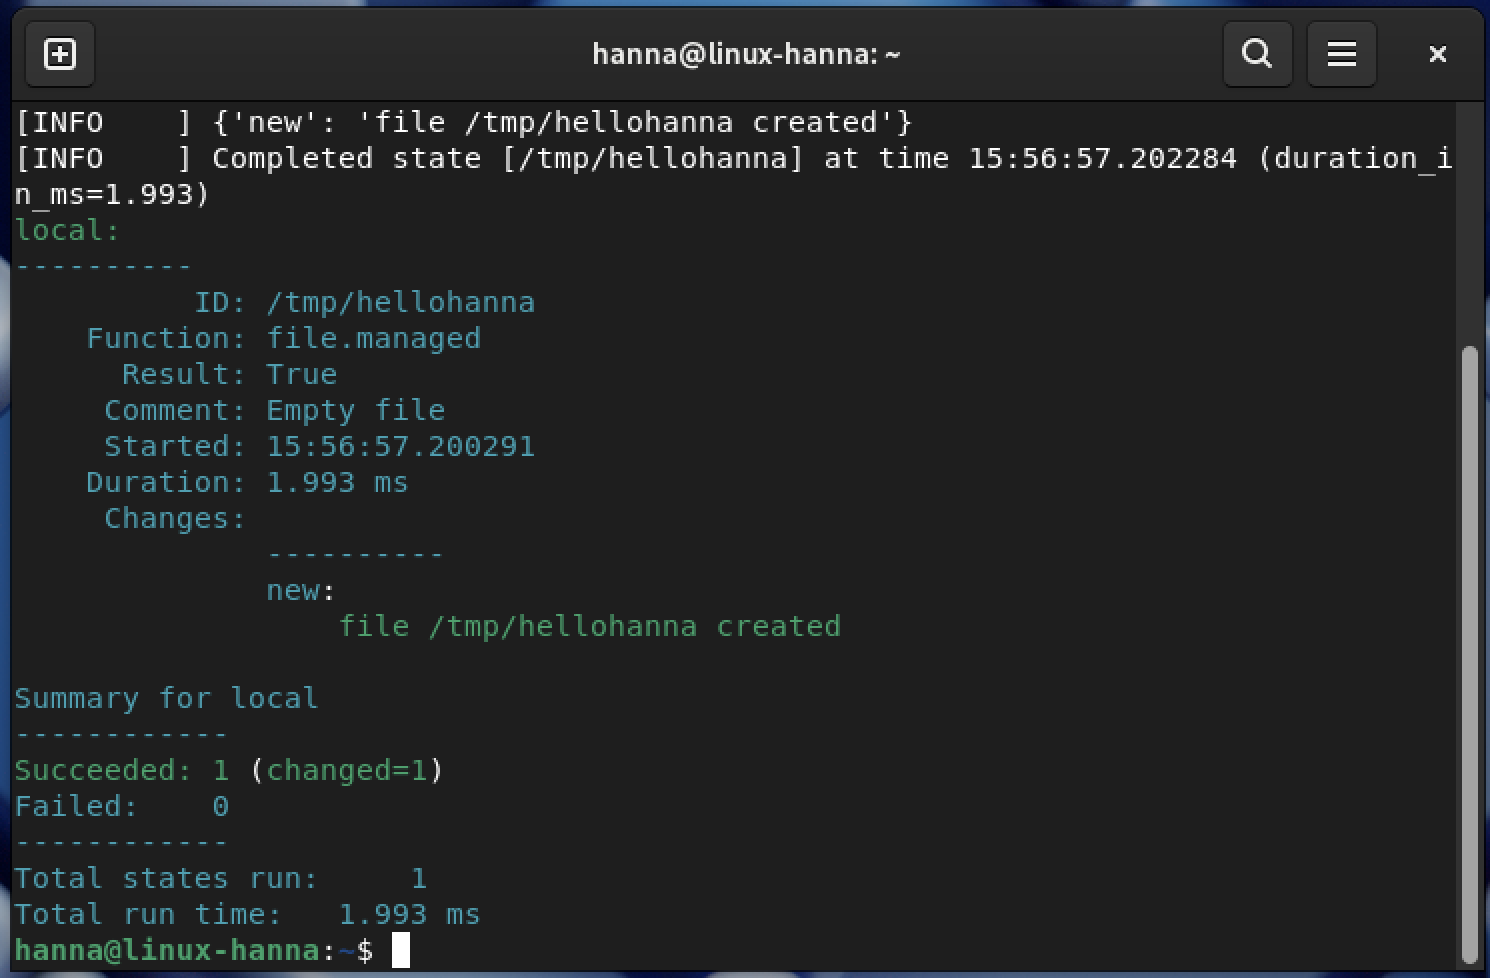 hanna@linux-hanna: ~
[INFO    ] {'new': 'file /tmp/hellohanna created'}
[INFO    ] Completed state [/tmp/hellohanna] at time 15:56:57.202284 (duration_i
n_ms=1.993)
local:
----------
          ID: /tmp/hellohanna
    Function: file.managed
      Result: True
     Comment: Empty file
     Started: 15:56:57.200291
    Duration: 1.993 ms
     Changes:
              ----------
              new:
                  file /tmp/hellohanna created

Summary for local
------------
Succeeded: 1 (changed=1)
Failed:    0
------------
Total states run:     1
Total run time:   1.993 ms
hanna@linux-hanna:~$